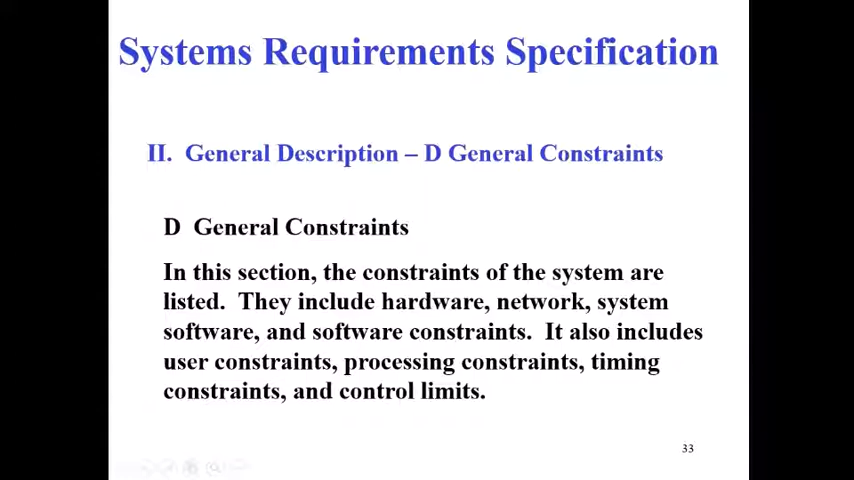 Systems Requirements Specification
II. General Description – D General Constraints
D General Constraints
In this section, the constraints of the system are
listed. They include hardware, network, system
software, and software constraints. It also includes
user constraints, processing constraints, timing
constraints, and control limits.
33